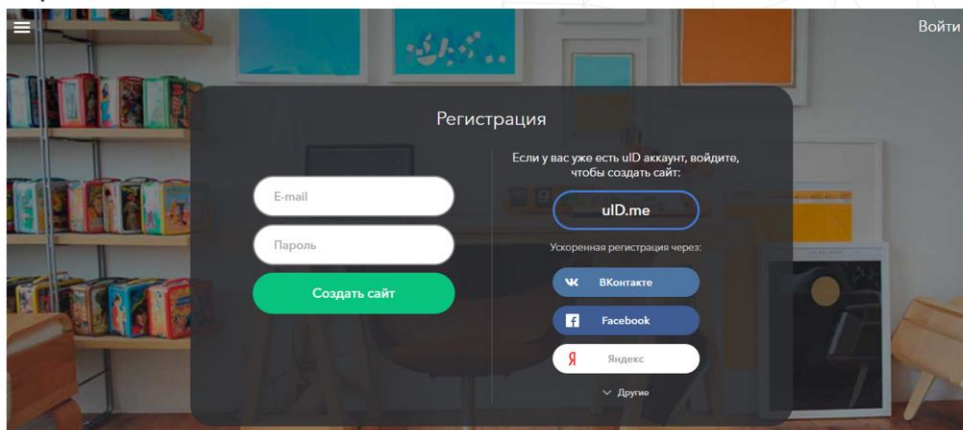 Войти
Регистрация
E-mail
Пароль
Создать сайт
Если у вас уже есть uID аккаунт, войдите,
чтобы создать сайт:
uID.me
Ускоренная регистрация через:
ВКонтакте
Facebook
Яндекс
Другие